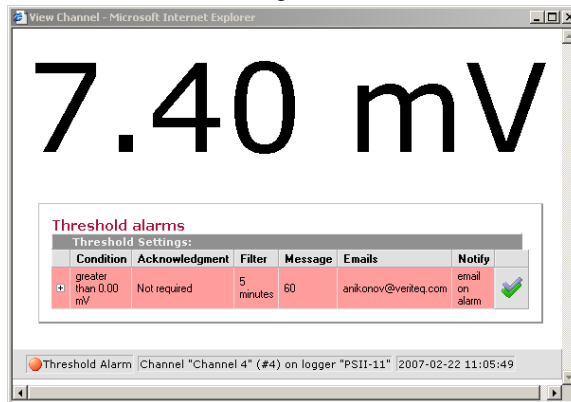 View Channel - Microsoft Internet Explorer
7.40 mV
Threshold alarms
Threshold Settings:
Condition Acknowledgment Filter Message Emails Notify
greater than 0.00 mV Not required 5 minutes 60 anikonov@veriteq.com email on alarm
Threshold Alarm Channel "Channel 4" (#4) on logger "PSII-11" 2007-02-22 11:05:49